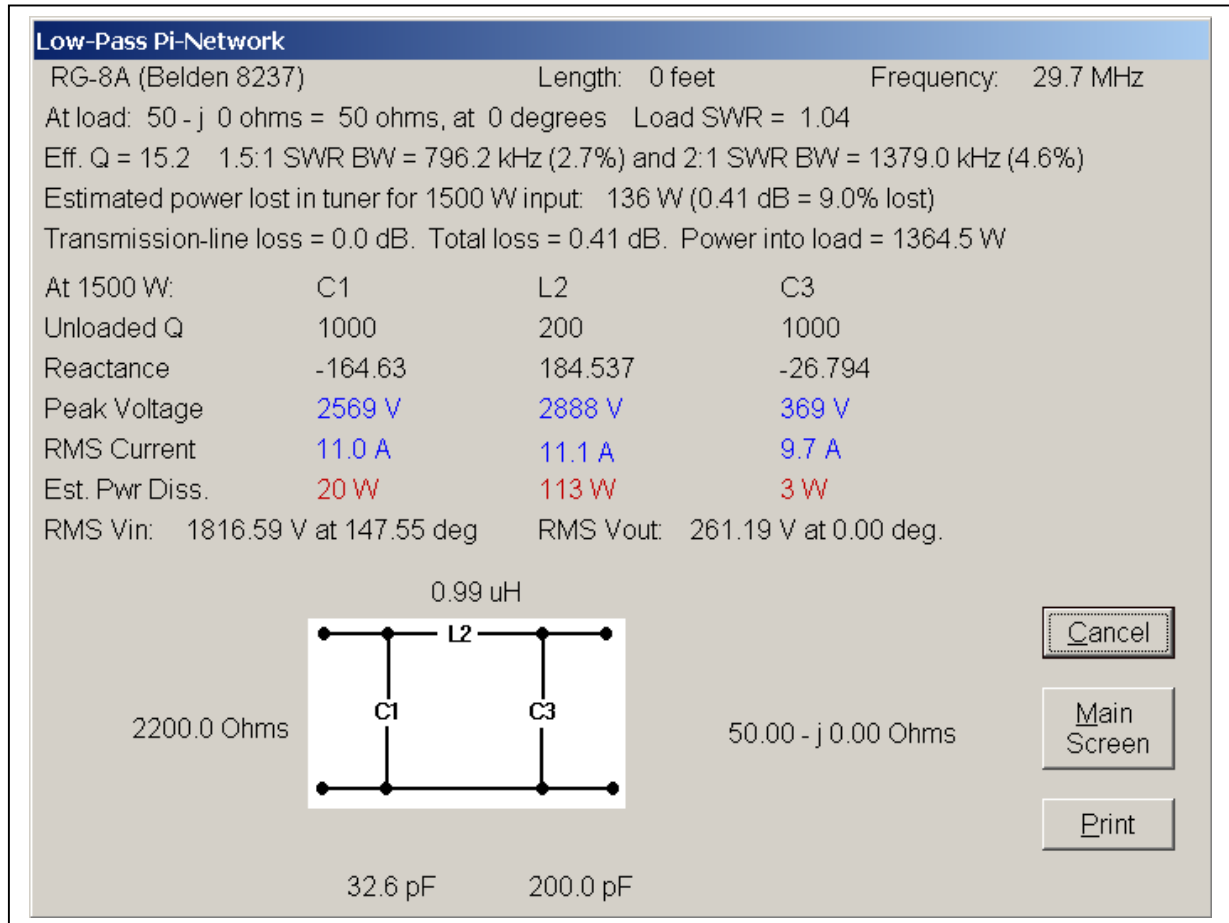 Low-Pass Pi-Network
RG-8A (Belden 8237) Length: 0 feet Frequency: 29.7 MHz
At load: 50 - j 0 ohms = 50 ohms, at 0 degrees Load SWR = 1.04
Eff. Q = 15.2 1.5:1 SWR BW = 796.2 kHz (2.7%) and 2:1 SWR BW = 1379.0 kHz (4.6%)
Estimated power lost in tuner for 1500 W input: 136 W (0.41 dB = 9.0% lost)
Transmission-line loss = 0.0 dB. Total loss = 0.41 dB. Power into load = 1364.5 W
At 1500 W: C1 L2 C3
Unloaded Q 1000 200 1000
Reactance -164.63 184.537 -26.794
Peak Voltage 2569 V 2888 V 369 V
RMS Current 11.0 A 11.1 A 9.7 A
Est. Pwr Diss. 20 W 113 W 3 W
RMS Vin: 1816.59 V at 147.55 deg RMS Vout: 261.19 V at 0.00 deg.
0.99 uH
L2
Cancel
C1 C3
2200.0 Ohms 50.00 - j 0.00 Ohms
Main
Screen
Print
32.6 pF 200.0 pF